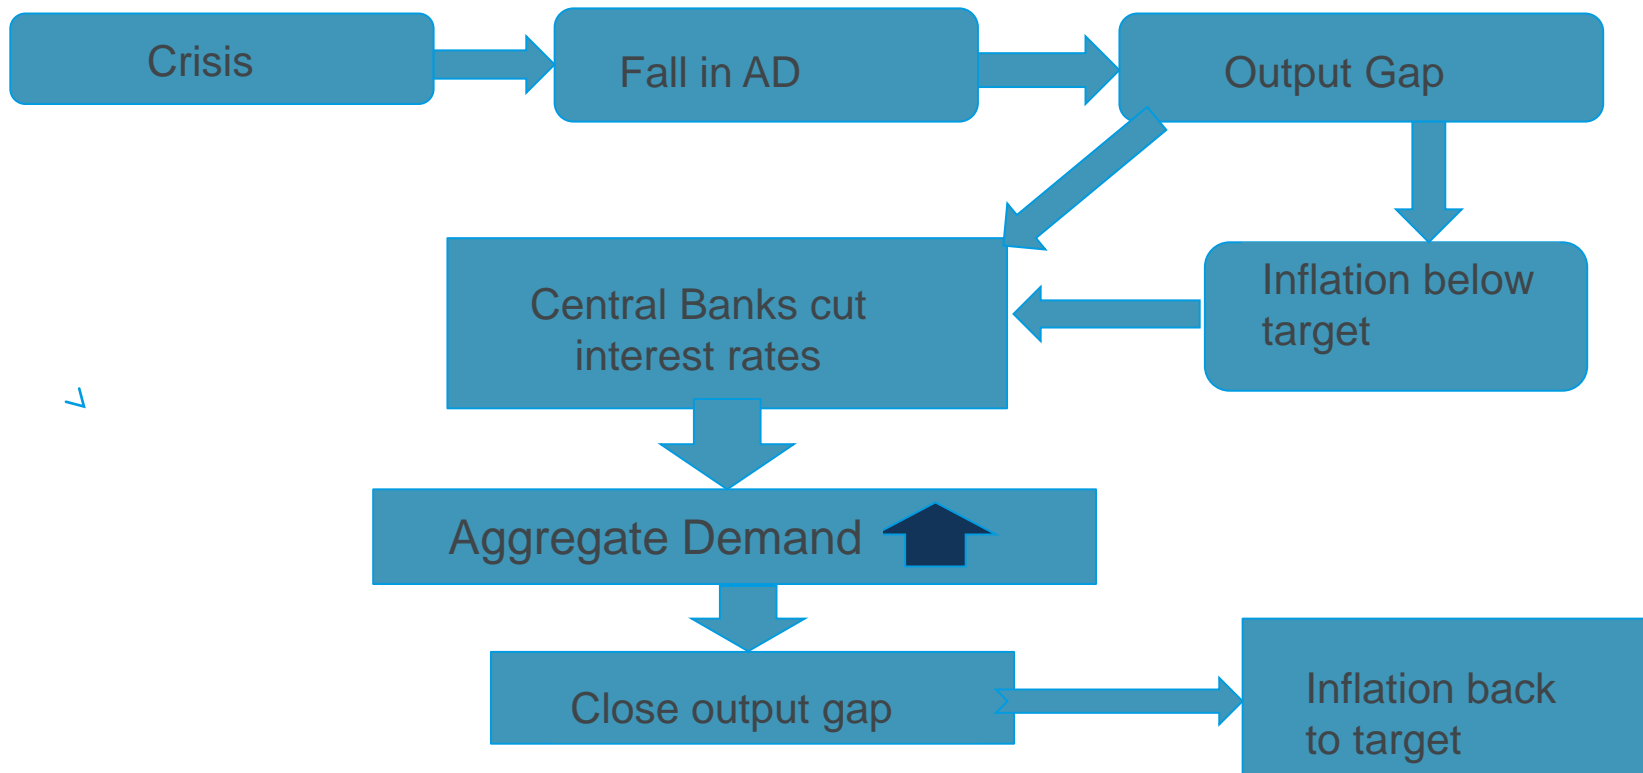 Crisis
Fall in AD
Output Gap
Central Banks cut
interest rates
Inflation below
target
Aggregate Demand
Close output gap
Inflation back
to target